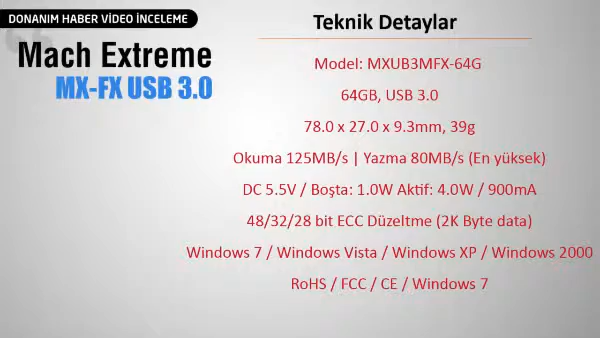 DONANIM HABER VİDEO İNCELEME
Mach Extreme
MX-FX USB 3.0
Teknik Detaylar
Model: MXUB3MFX-64G
64GB, USB 3.0
78.0 x 27.0 x 9.3mm, 39g
Okuma 125MB/s | Yazma 80MB/s (En yüksek)
DC 5.5V / Boşta: 1.0W Aktif: 4.0W / 900mA
48/32/28 bit ECC Düzeltme (2K Byte data)
Windows 7 / Windows Vista / Windows XP / Windows 2000
RoHS / FCC / CE / Windows 7